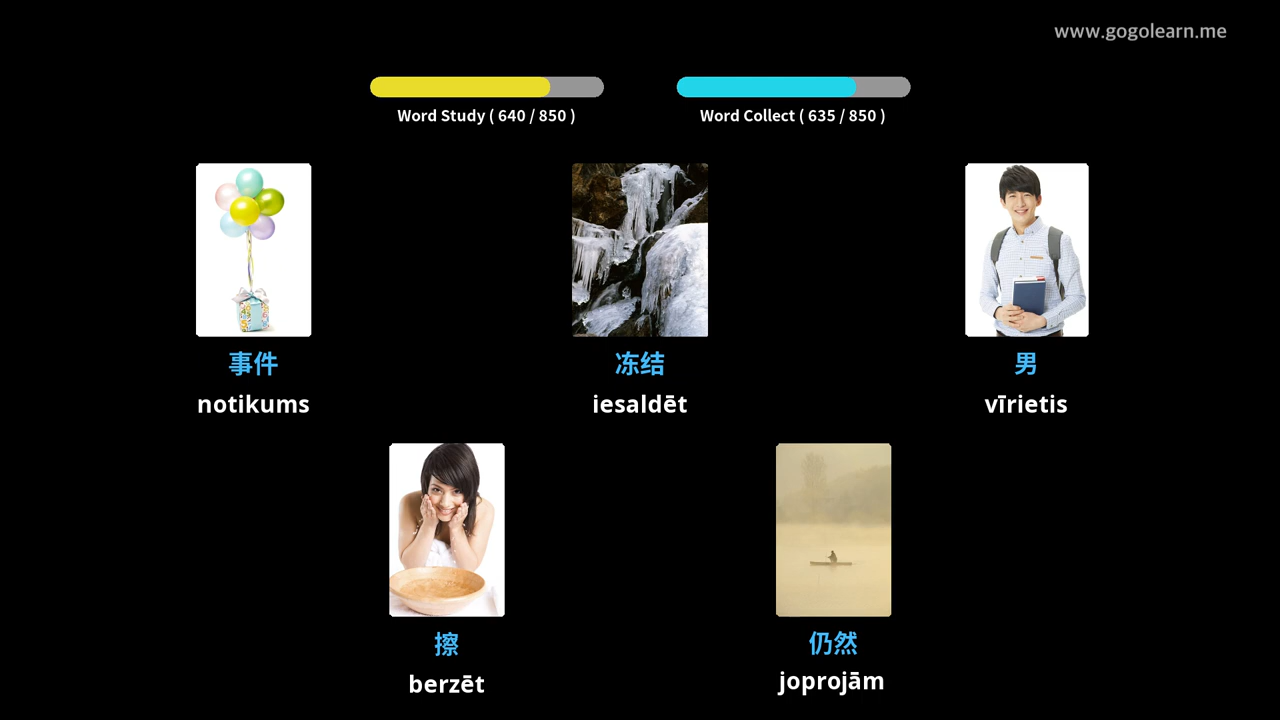 www.gogolearn.me
Word Study ( 640 / 850 )
Word Collect ( 635 / 850 )
事件
notikums
冻结
iesaldēt
男
vīrietis
擦
berzēt
仍然
joprojām